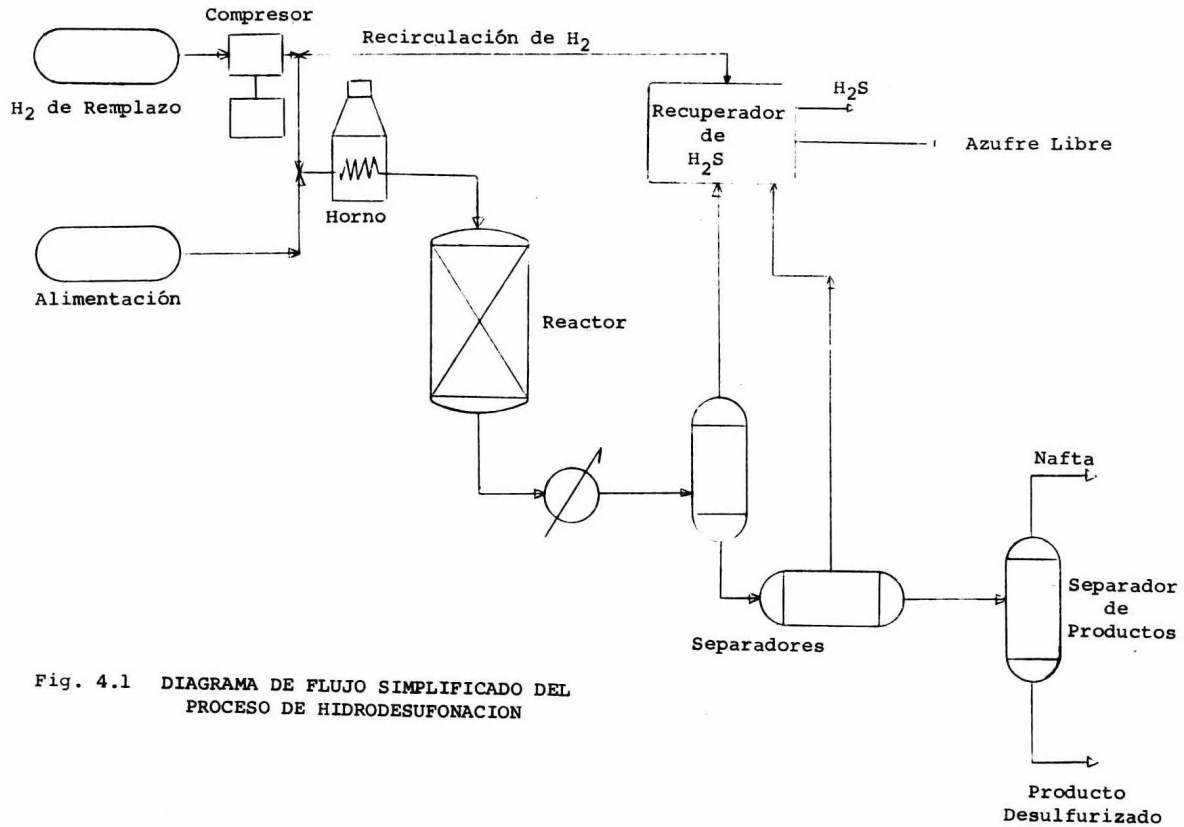 Compresor
Recirculación de H₂
H₂ de Remplazo
Recuperador
de
H₂S
H₂S
Azufre Libre
Horno
Alimentación
Reactor
Nafta
Separador
de
Productos
Separadores
Fig. 4.1 DIAGRAMA DE FLUJO SIMPLIFICADO DEL
PROCESO DE HIDRODESUFONACION
Producto
Desulfurizado